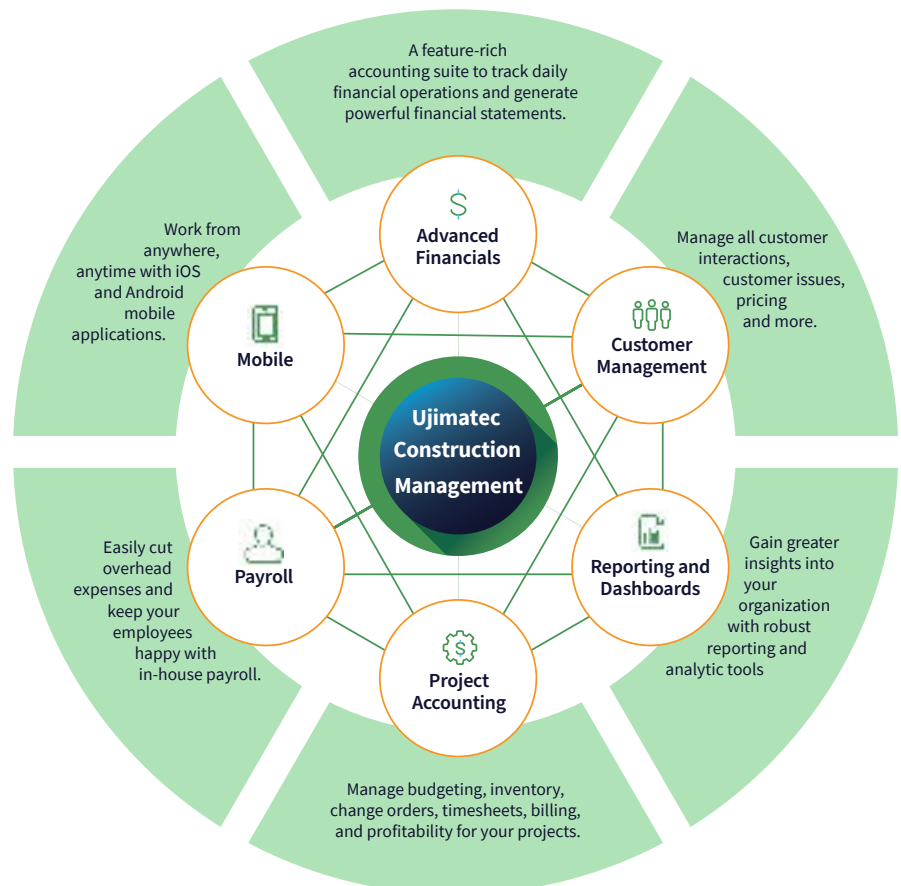 A feature-rich
accounting suite to track daily
financial operations and generate
powerful financial statements.
Advanced
Financials
Work from
anywhere,
anytime with iOS
and Android
mobile
applications.
Mobile
Manage all customer
interactions,
customer issues,
pricing
and more.
Customer
Management
Ujimatec
Construction
Management
Easily cut
overhead
expenses and
keep your
employees
happy with
in-house payroll.
Payroll
Reporting and
Dashboards
Gain greater
insights into
your
organization
with robust
reporting and
analytic tools
Project
Accounting
Manage budgeting, inventory,
change orders, timesheets, billing,
and profitability for your projects.